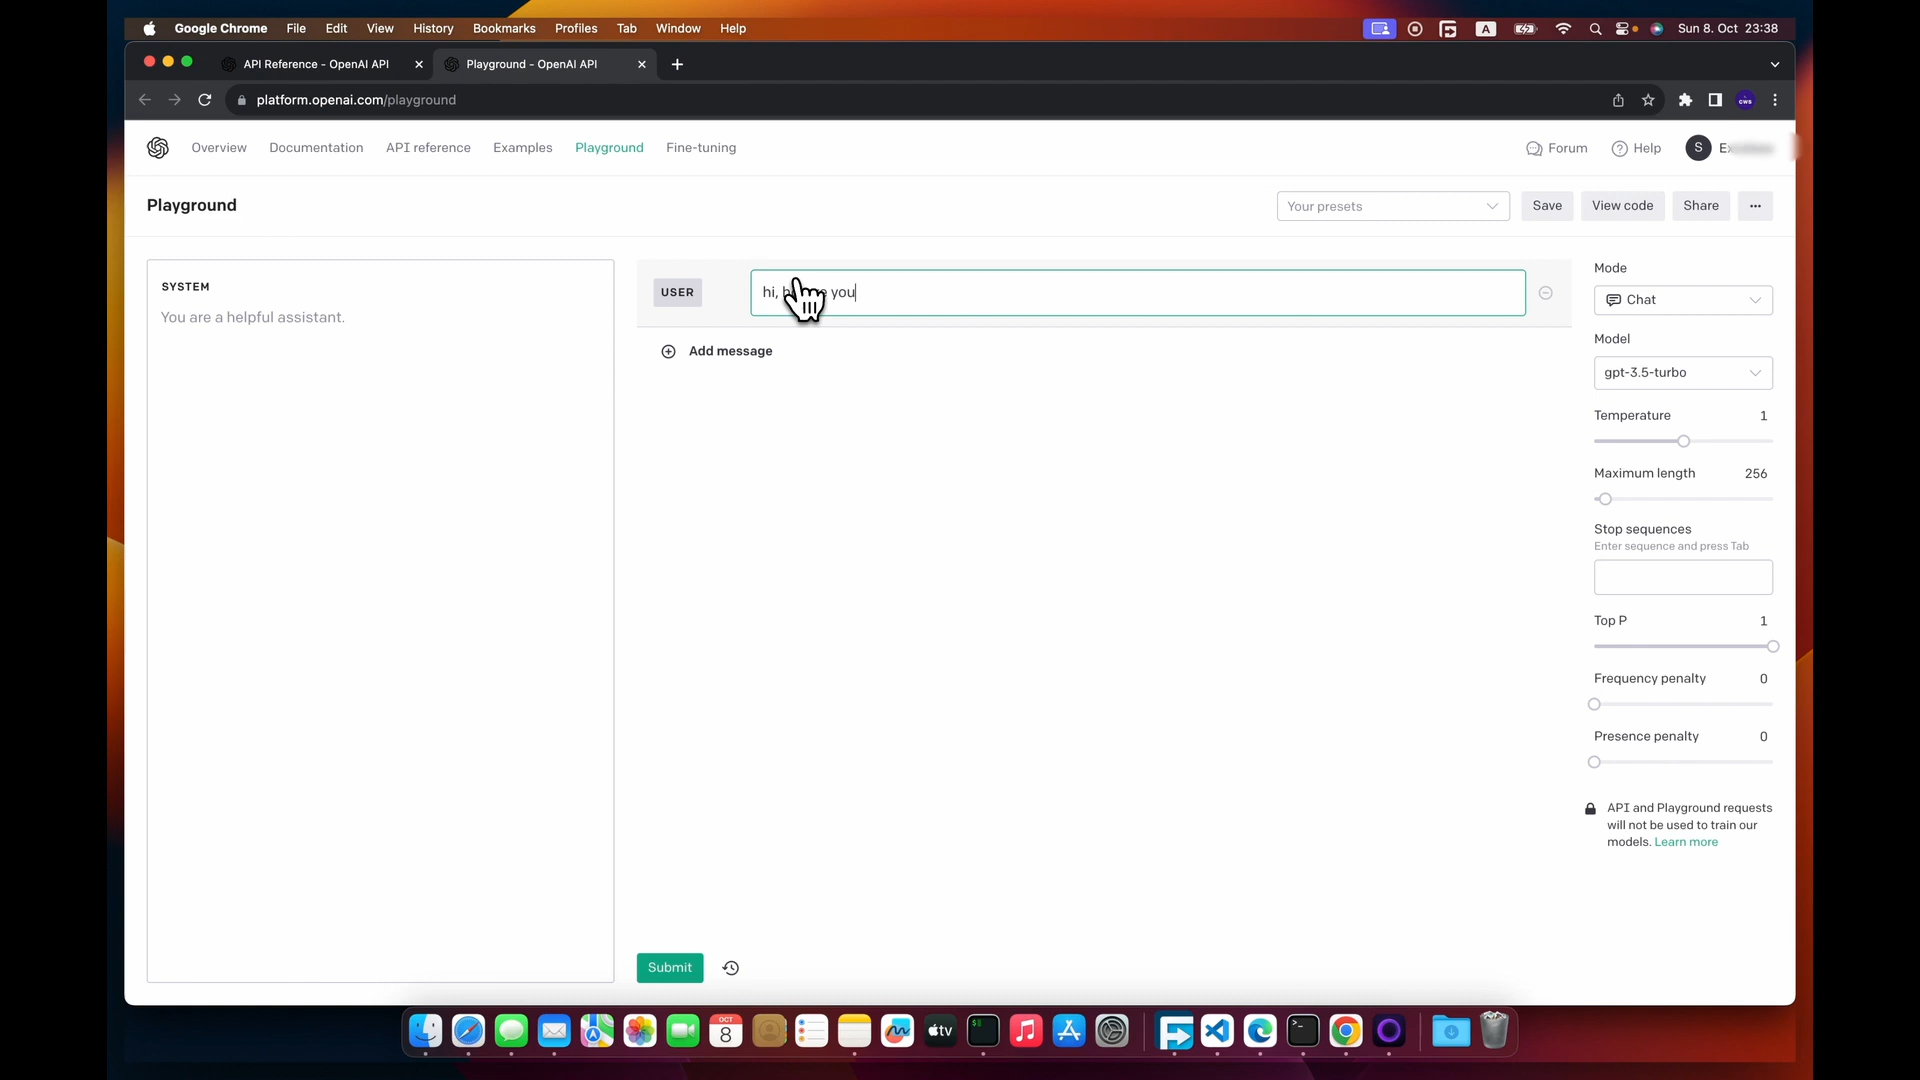 Google Chrome File Edit View History Bookmarks Profiles Tab Window Help A Sun 8. Oct 23:38
API Reference - OpenAI API Playground - OpenAI API
platform.openai.com/playground cws
Overview Documentation API reference Examples Playground Fine-tuning Forum Help S
Playground Your presets Save View code Share ...
SYSTEM
You are a helpful assistant.
USER hi, you
Add message
Submit
Mode
Chat
Model
gpt-3.5-turbo
Temperature 1
Maximum length 256
Stop sequences
Enter sequence and press Tab
Top P 1
Frequency penalty 0
Presence penalty 0
API and Playground requests
will not be used to train our
models. Learn more
OCT
8
tv